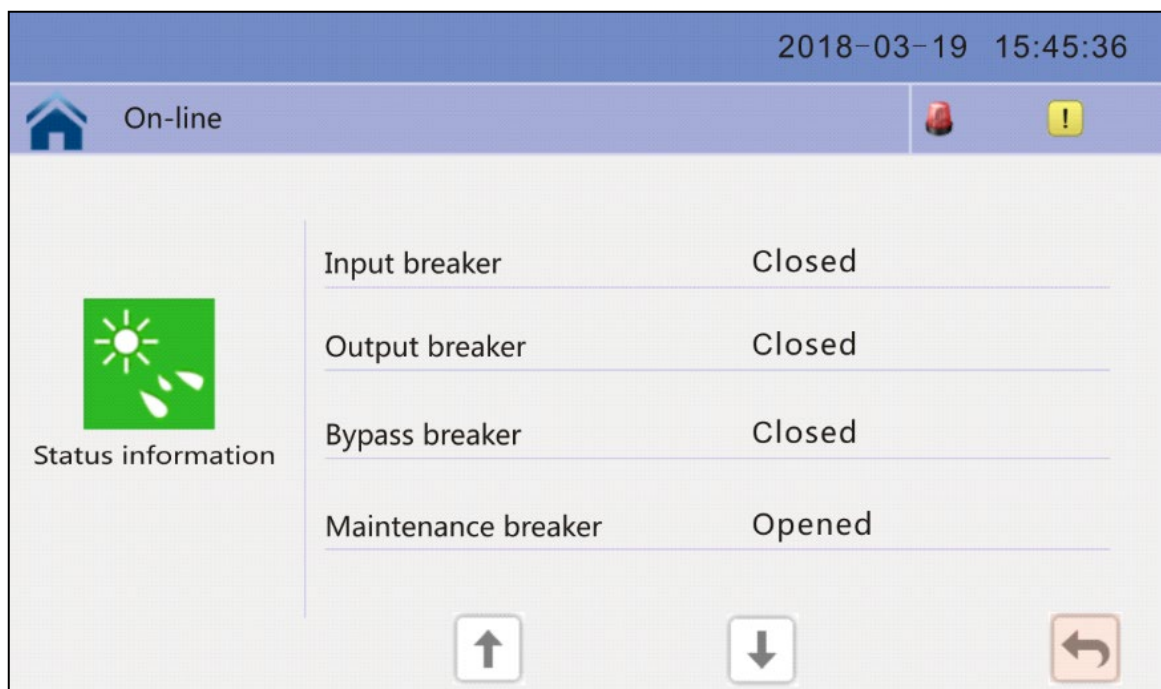 2018-03-19 15:45:36
On-line
!
Input breaker Closed
Output breaker Closed
Bypass breaker Closed
Status information
Maintenance breaker Opened